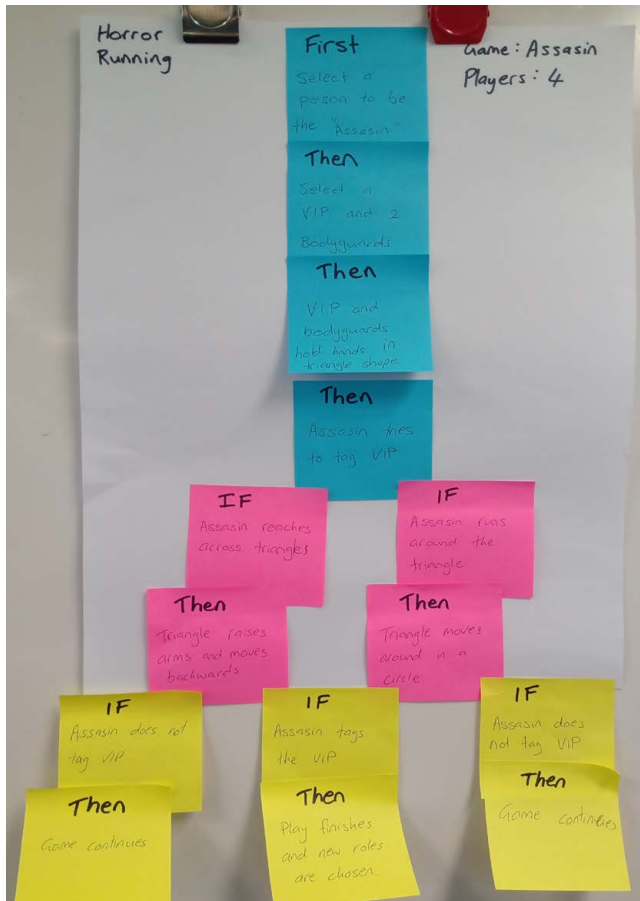 Horror
Running
Game: Assasin
Players: 4
First
Select a
person to be
the "Assasin"
Then
Select a
VIP and 2
Bodyguards
Then
VIP and
bodyguards
hold hands in
triangle shape
Then
Assasin tries
to tag VIP
IF
Assasin reaches
across triangles
Then
Triangle raises
arms and moves
backwards
IF
Assasin runs
around the
triangle
Then
Triangle moves
around in a
circle
IF
Assasin does not
tag VIP
Then
Game continues
IF
Assasin tags
the VIP
Then
Play finishes
and new roles
are chosen.
IF
Assasin does
not tag VIP
Then
Game continues